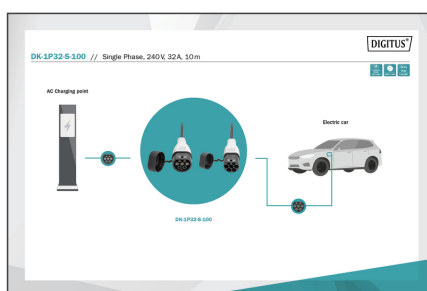 DIGITUS®
DK-1P32-S-100 // Single Phase, 240V, 32A, 10m
AC Charging point
Electric car
DK-1P32-S-100